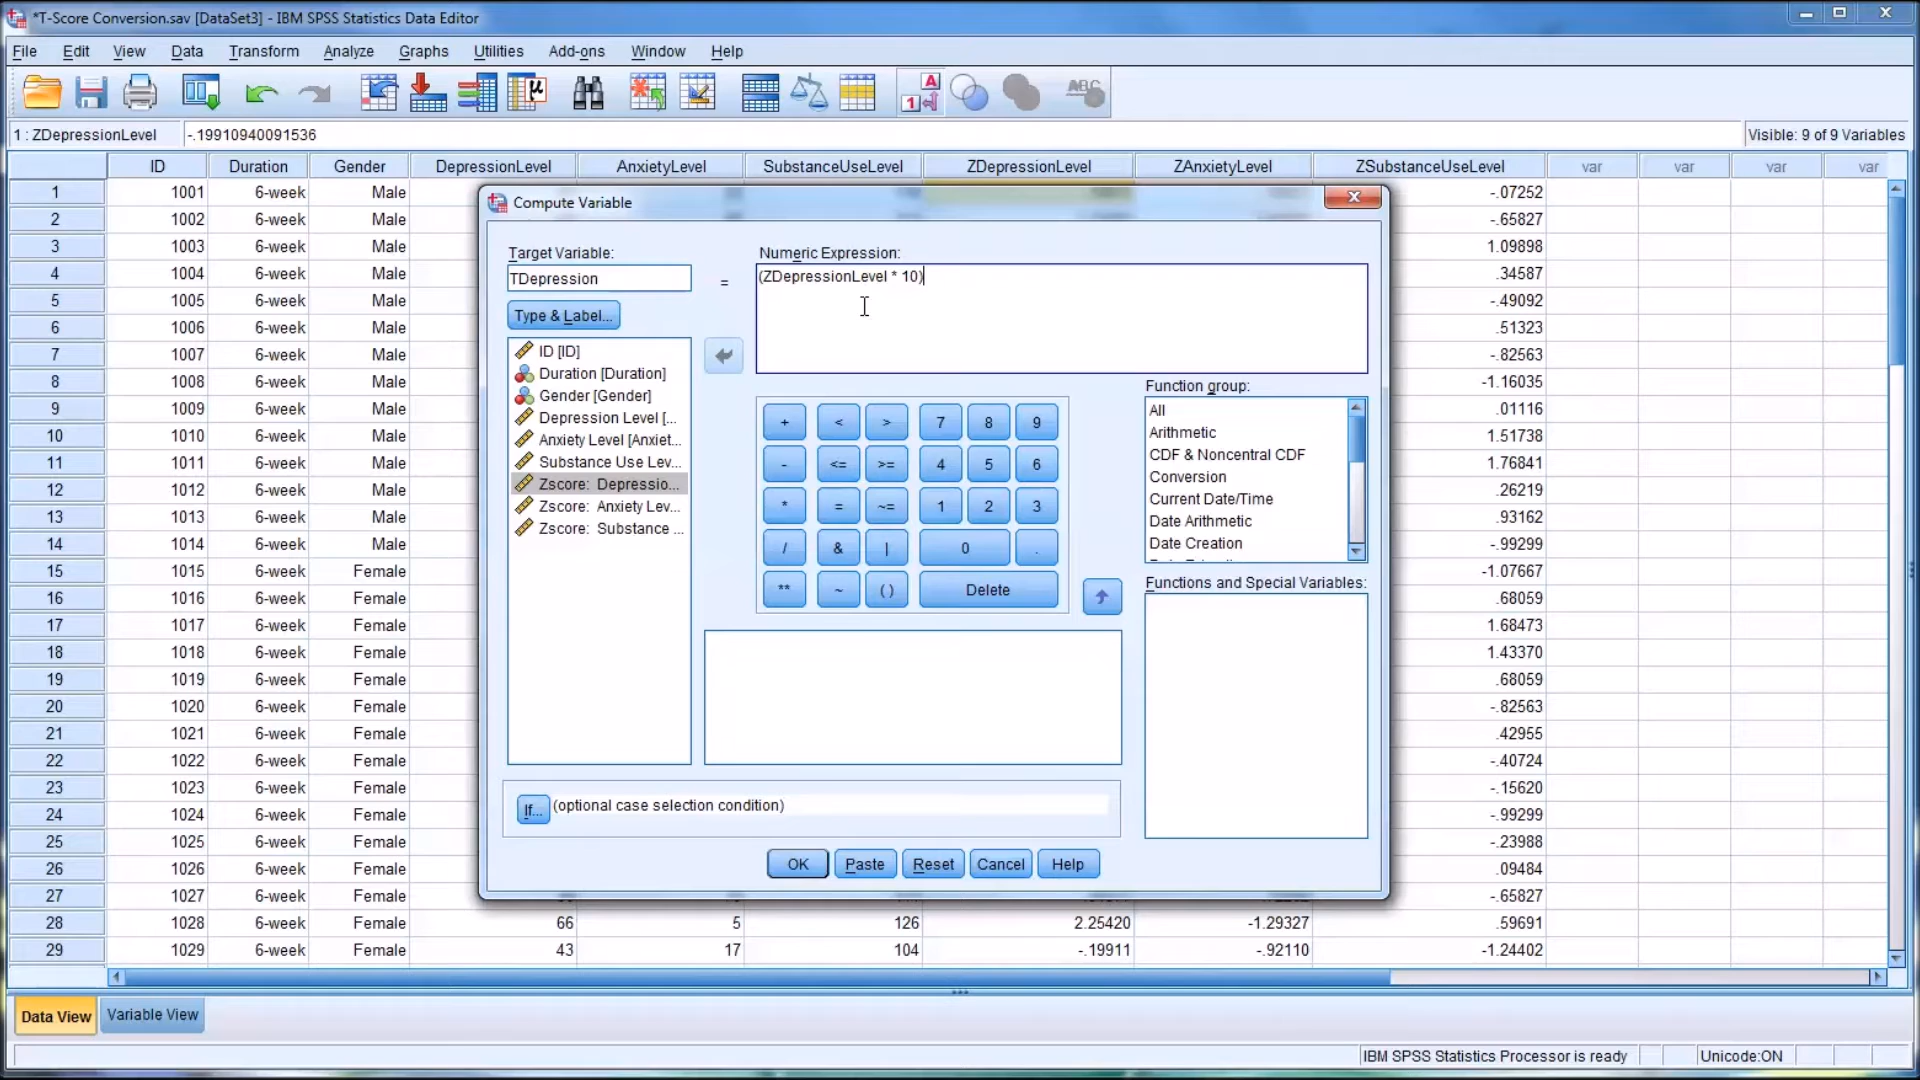 *T-Score Conversion.sav [DataSet3] - IBM SPSS Statistics Data Editor
File Edit View Data Transform Analyze Graphs Utilities Add-ons Window Help
1 : ZDepressionLevel -.19910940091536 Visible: 9 of 9 Variables
ID Duration Gender DepressionLevel AnxietyLevel SubstanceUseLevel ZDepressionLevel ZAnxietyLevel ZSubstanceUseLevel var var var var
1 1001 6-week Male -.07252
2 1002 6-week Male -.65827
3 1003 6-week Male 1.09898
4 1004 6-week Male .34587
5 1005 6-week Male -.49092
6 1006 6-week Male .51323
7 1007 6-week Male -.82563
8 1008 6-week Male -1.16035
9 1009 6-week Male .01116
10 1010 6-week Male 1.51738
11 1011 6-week Male 1.76841
12 1012 6-week Male .26219
13 1013 6-week Male .93162
14 1014 6-week Male -.99299
15 1015 6-week Female -1.07667
16 1016 6-week Female .68059
17 1017 6-week Female 1.68473
18 1018 6-week Female 1.43370
19 1019 6-week Female .68059
20 1020 6-week Female -.82563
21 1021 6-week Female .42955
22 1022 6-week Female -.40724
23 1023 6-week Female -.15620
24 1024 6-week Female -.99299
25 1025 6-week Female -.23988
26 1026 6-week Female .09484
27 1027 6-week Female -.65827
28 1028 6-week Female 66 5 126 2.25420 -1.29327 .59691
29 1029 6-week Female 43 17 104 -.19911 -.92110 -1.24402
Compute Variable
Target Variable:
TDepression
=
Numeric Expression:
(ZDepressionLevel * 10)
Type & Label...
ID [ID]
Duration [Duration]
Gender [Gender]
Depression Level [...
Anxiety Level [Anxiet...
Substance Use Lev...
Zscore: Depressio...
Zscore: Anxiety Lev...
Zscore: Substance ...
+ < > 7 8 9
- <= >= 4 5 6
* = ~= 1 2 3
/ & | 0 .
** ~ ( ) Delete
Function group:
All
Arithmetic
CDF & Noncentral CDF
Conversion
Current Date/Time
Date Arithmetic
Date Creation
Functions and Special Variables:
If... (optional case selection condition)
OK Paste Reset Cancel Help
Data View Variable View
IBM SPSS Statistics Processor is ready Unicode:ON